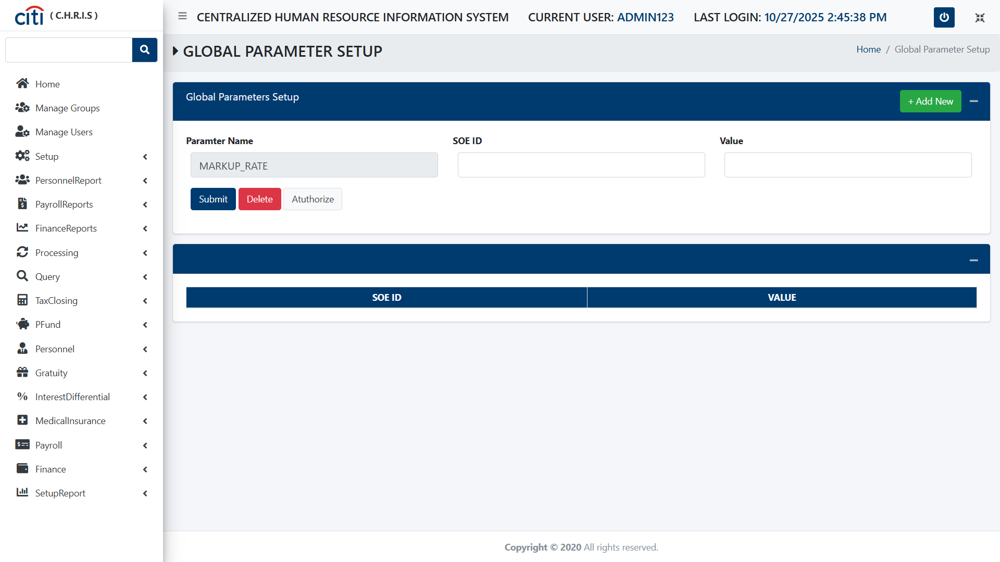 citi ( C.H.R.I.S )
CENTRALIZED HUMAN RESOURCE INFORMATION SYSTEM CURRENT USER: ADMIN123 LAST LOGIN: 10/27/2025 2:45:38 PM
GLOBAL PARAMETER SETUP
Home / Global Parameter Setup
Home
Manage Groups
Manage Users
Setup
PersonnelReport
PayrollReports
FinanceReports
Processing
Query
TaxClosing
PFund
Personnel
Gratuity
InterestDifferential
MedicalInsurance
Payroll
Finance
SetupReport
Global Parameters Setup
+ Add New
Paramter Name SOE ID Value
MARKUP_RATE
Submit Delete Atuthorize
SOE ID VALUE
Copyright © 2020 All rights reserved.